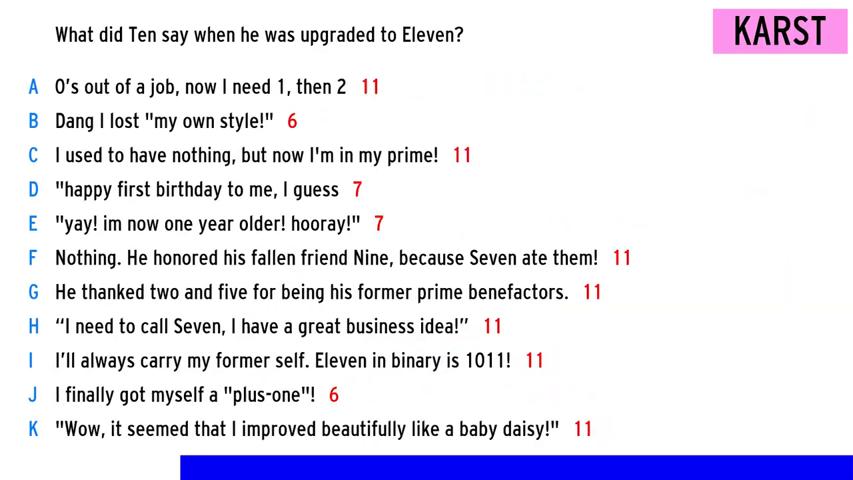 What did Ten say when he was upgraded to Eleven?
KARST
A 0's out of a job, now I need 1, then 2 11
B Dang I lost "my own style!" 6
C I used to have nothing, but now I'm in my prime! 11
D "happy first birthday to me, I guess 7
E "yay! im now one year older! hooray!" 7
F Nothing. He honored his fallen friend Nine, because Seven ate them! 11
G He thanked two and five for being his former prime benefactors. 11
H “I need to call Seven, I have a great business idea!” 11
I I’ll always carry my former self. Eleven in binary is 1011! 11
J I finally got myself a "plus-one"! 6
K "Wow, it seemed that I improved beautifully like a baby daisy!" 11